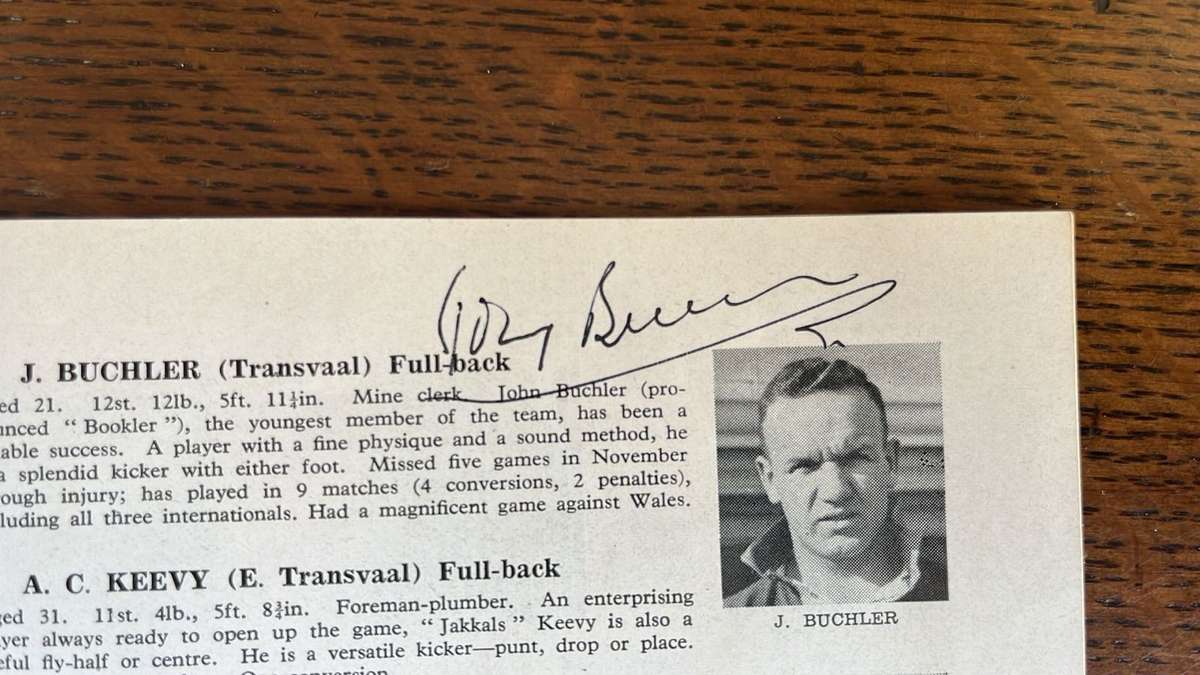 J. BUCHLER (Transvaal) Full-back
ed 21. 12st. 12lb., 5ft. 11¼in. Mine clerk John Buchler (pro-
unced "Bookler"), the youngest member of the team, has been a
able success. A player with a fine physique and a sound method, he
a splendid kicker with either foot. Missed five games in November
ough injury; has played in 9 matches (4 conversions, 2 penalties),
luding all three internationals. Had a magnificent game against Wales.
A. C. KEEVY (E. Transvaal) Full-back
ed 31. 11st. 4lb., 5ft. 8¾in. Foreman-plumber. An enterprising
yer always ready to open up the game, "Jakkals" Keevy is also a
eful fly-half or centre. He is a versatile kicker—punt, drop or place.
conversion
J. BUCHLER